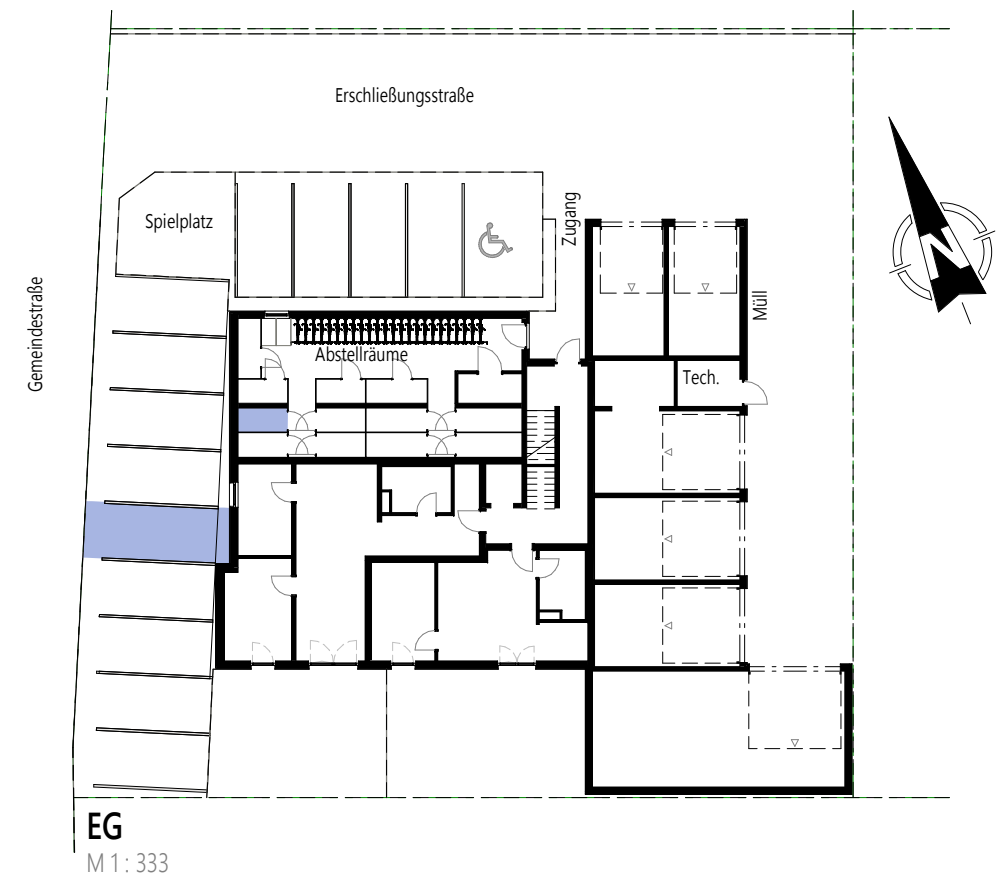 Erschließungsstraße
Spielplatz
Zugang
Gemeindestraße
Müll
Abstellräume
Tech.
N
EG
M 1 : 333